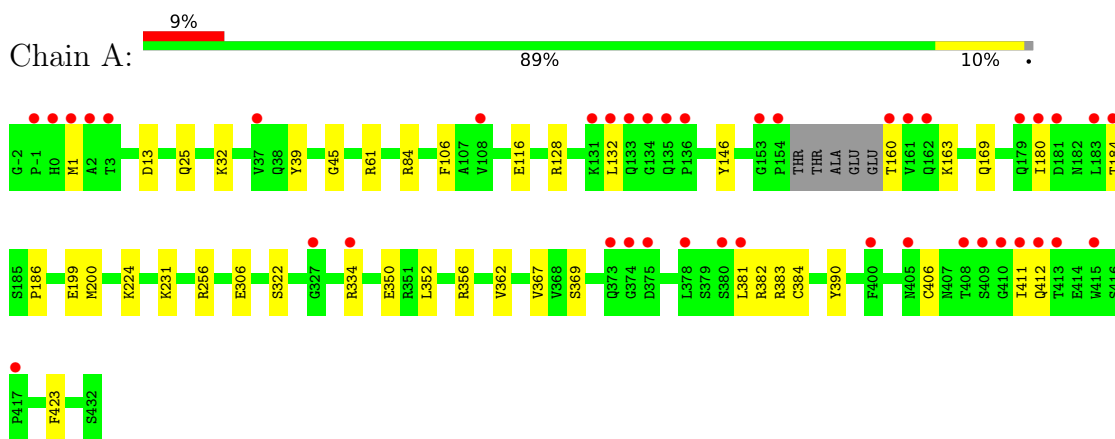 9%
Chain A:
89% 10% •
G-2 P-1 H0 M1 A2 T3 D13 Q25 K32 V37 Q38 Y39 G45 R61 R84 F106 A107 V108 E116 R128 K131 L132 Q133 G134 Q135 P136 Y146 G153 P154 THR THR ALA GLU GLU T160 V161 Q162 K163 Q169 Q179 I180 D181 N182 L183 T184
S185 P186 E199 M200 K224 K231 R256 E306 S322 G327 R334 E350 R351 L352 R356 V362 V367 V368 S369 Q373 G374 D375 L378 S379 S380 L381 R382 R383 C384 Y390 F400 N405 C406 N407 T408 S409 G410 I411 Q412 T413 E414 W415 S416
P417 F423 S432